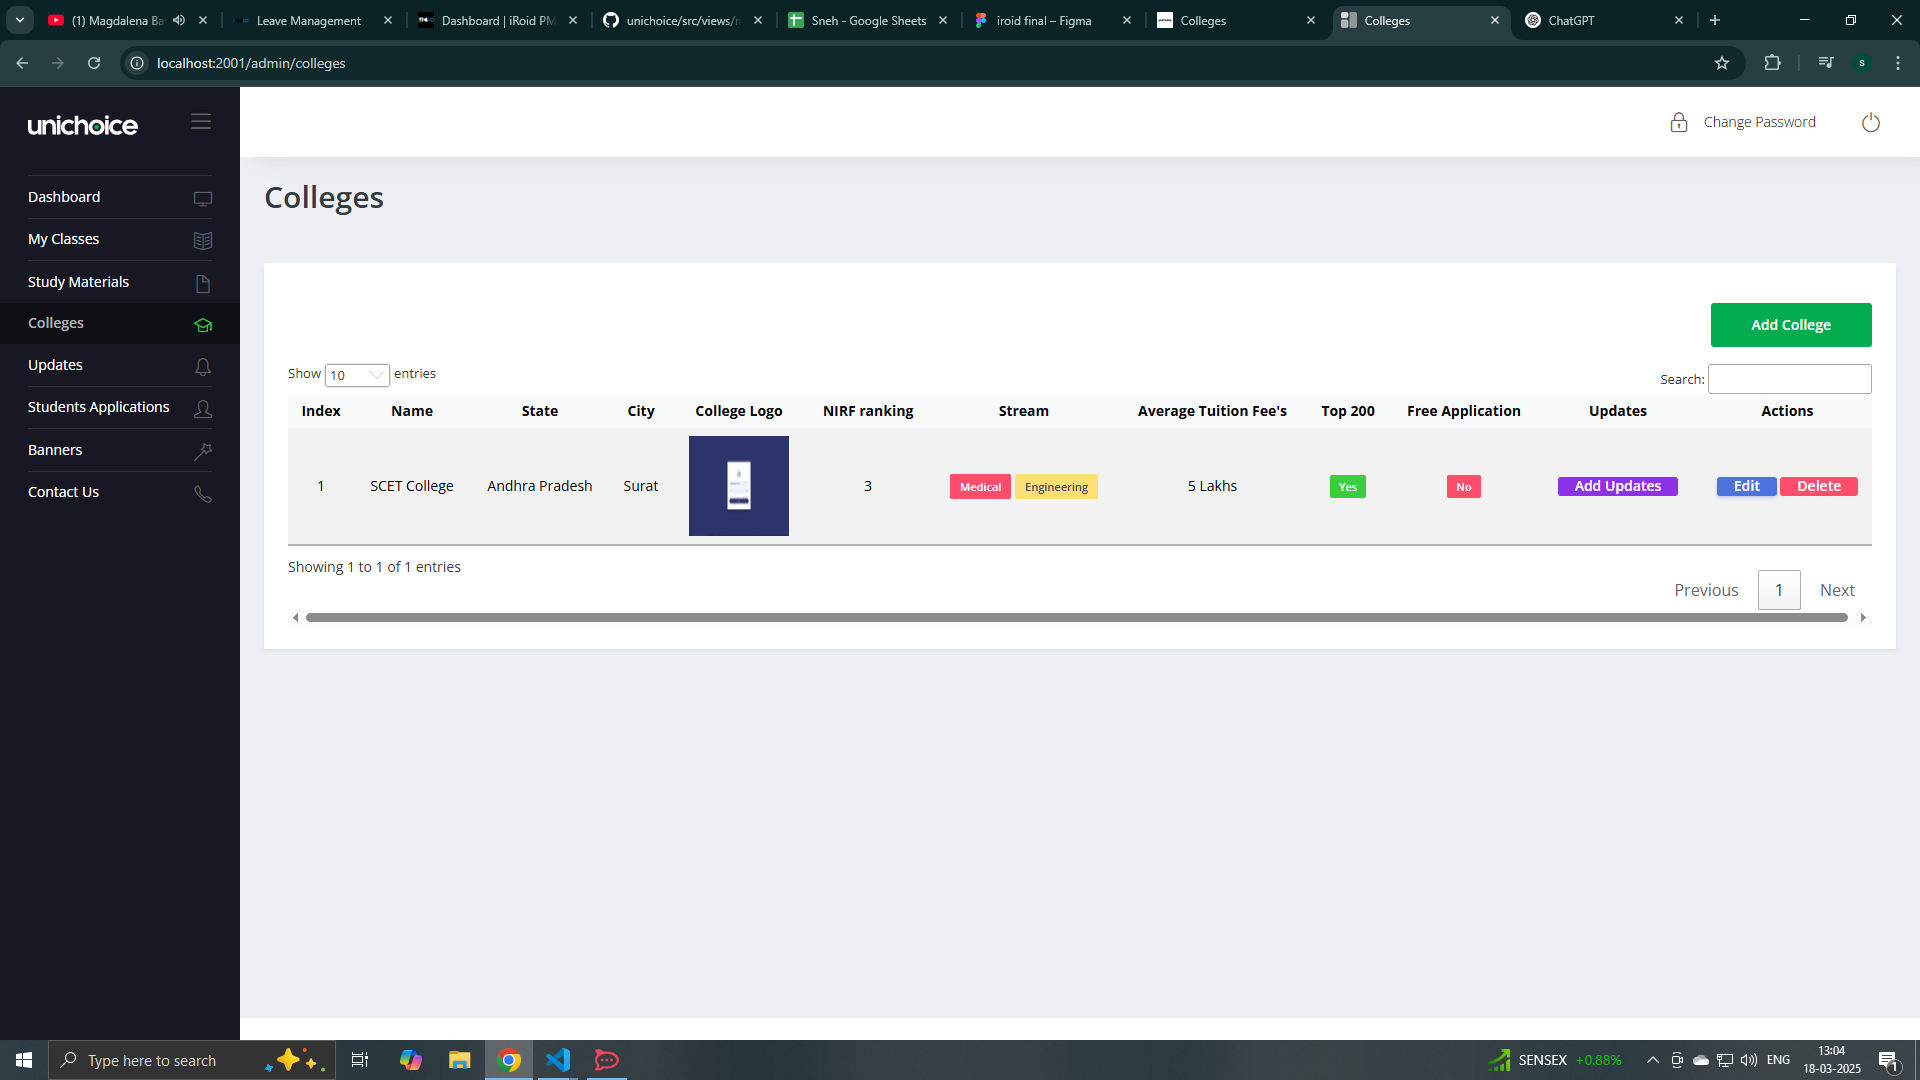 (1) Magdalena Ba
Leave Management
Dashboard | iRoid PM
unichoice/src/views/
Sneh - Google Sheets
iroid final – Figma
Colleges
Colleges
ChatGPT
localhost:2001/admin/colleges
s
unichoice
Change Password
Dashboard
My Classes
Study Materials
Colleges
Updates
Students Applications
Banners
Contact Us
Colleges
Add College
Show 10 entries
Search:
Index Name State City College Logo NIRF ranking Stream Average Tuition Fee's Top 200 Free Application Updates Actions
1 SCET College Andhra Pradesh Surat 3 Medical Engineering 5 Lakhs Yes No Add Updates Edit Delete
Showing 1 to 1 of 1 entries
Previous 1 Next
Type here to search
SENSEX +0.88%
ENG
13:04
18-03-2025
1